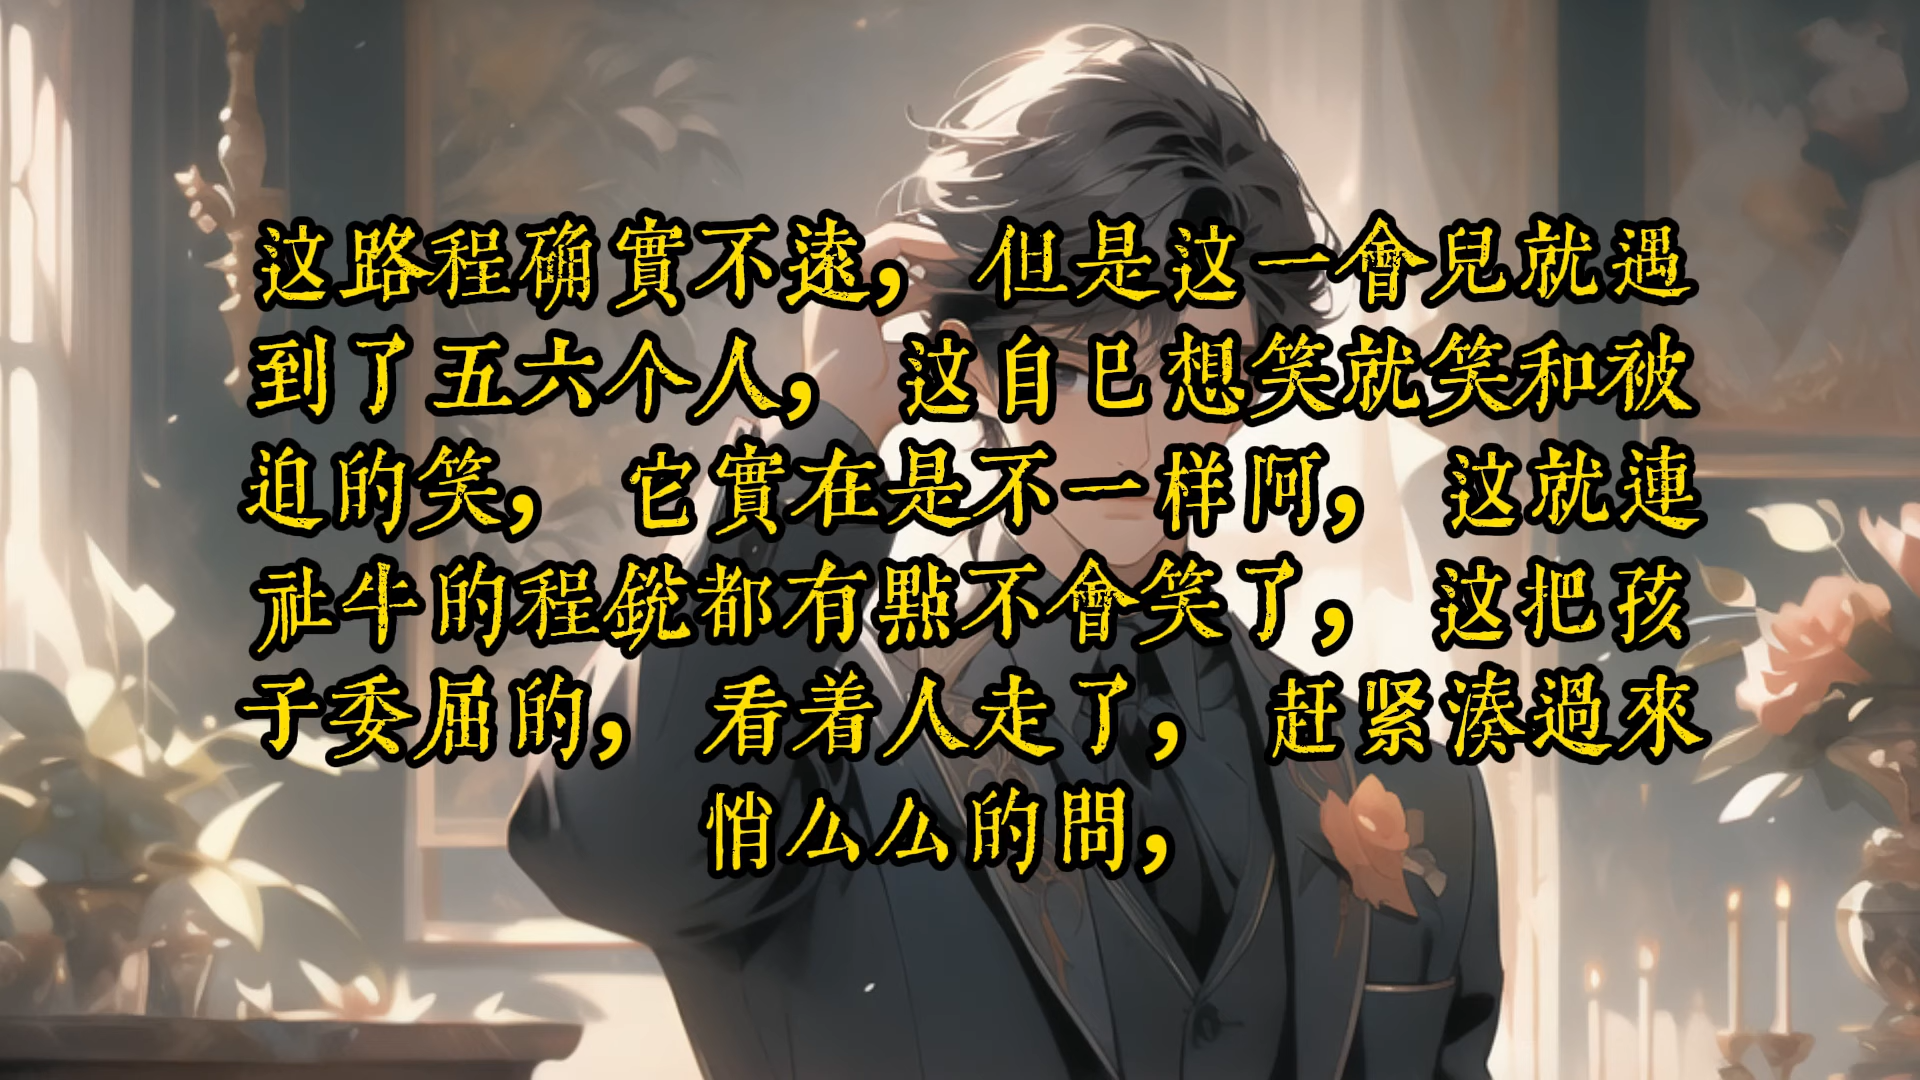 这路程确實不遠， 但是这一會兒就遇
到了五六个人， 这自已想笑就笑和被
迫的笑， 它實在是不一样阿， 这就連
祉牛的程銳都有點不會笑了， 这把孩
子委屈的， 看着人走了， 赶紧湊過來
悄么么的問，